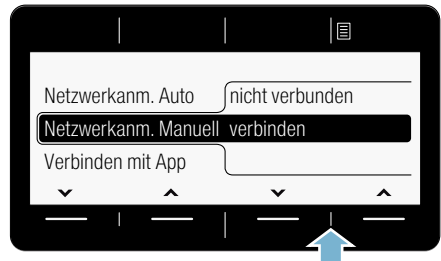 Netzwerkanm. Auto nicht verbunden
Netzwerkanm. Manuell verbinden
Verbinden mit App